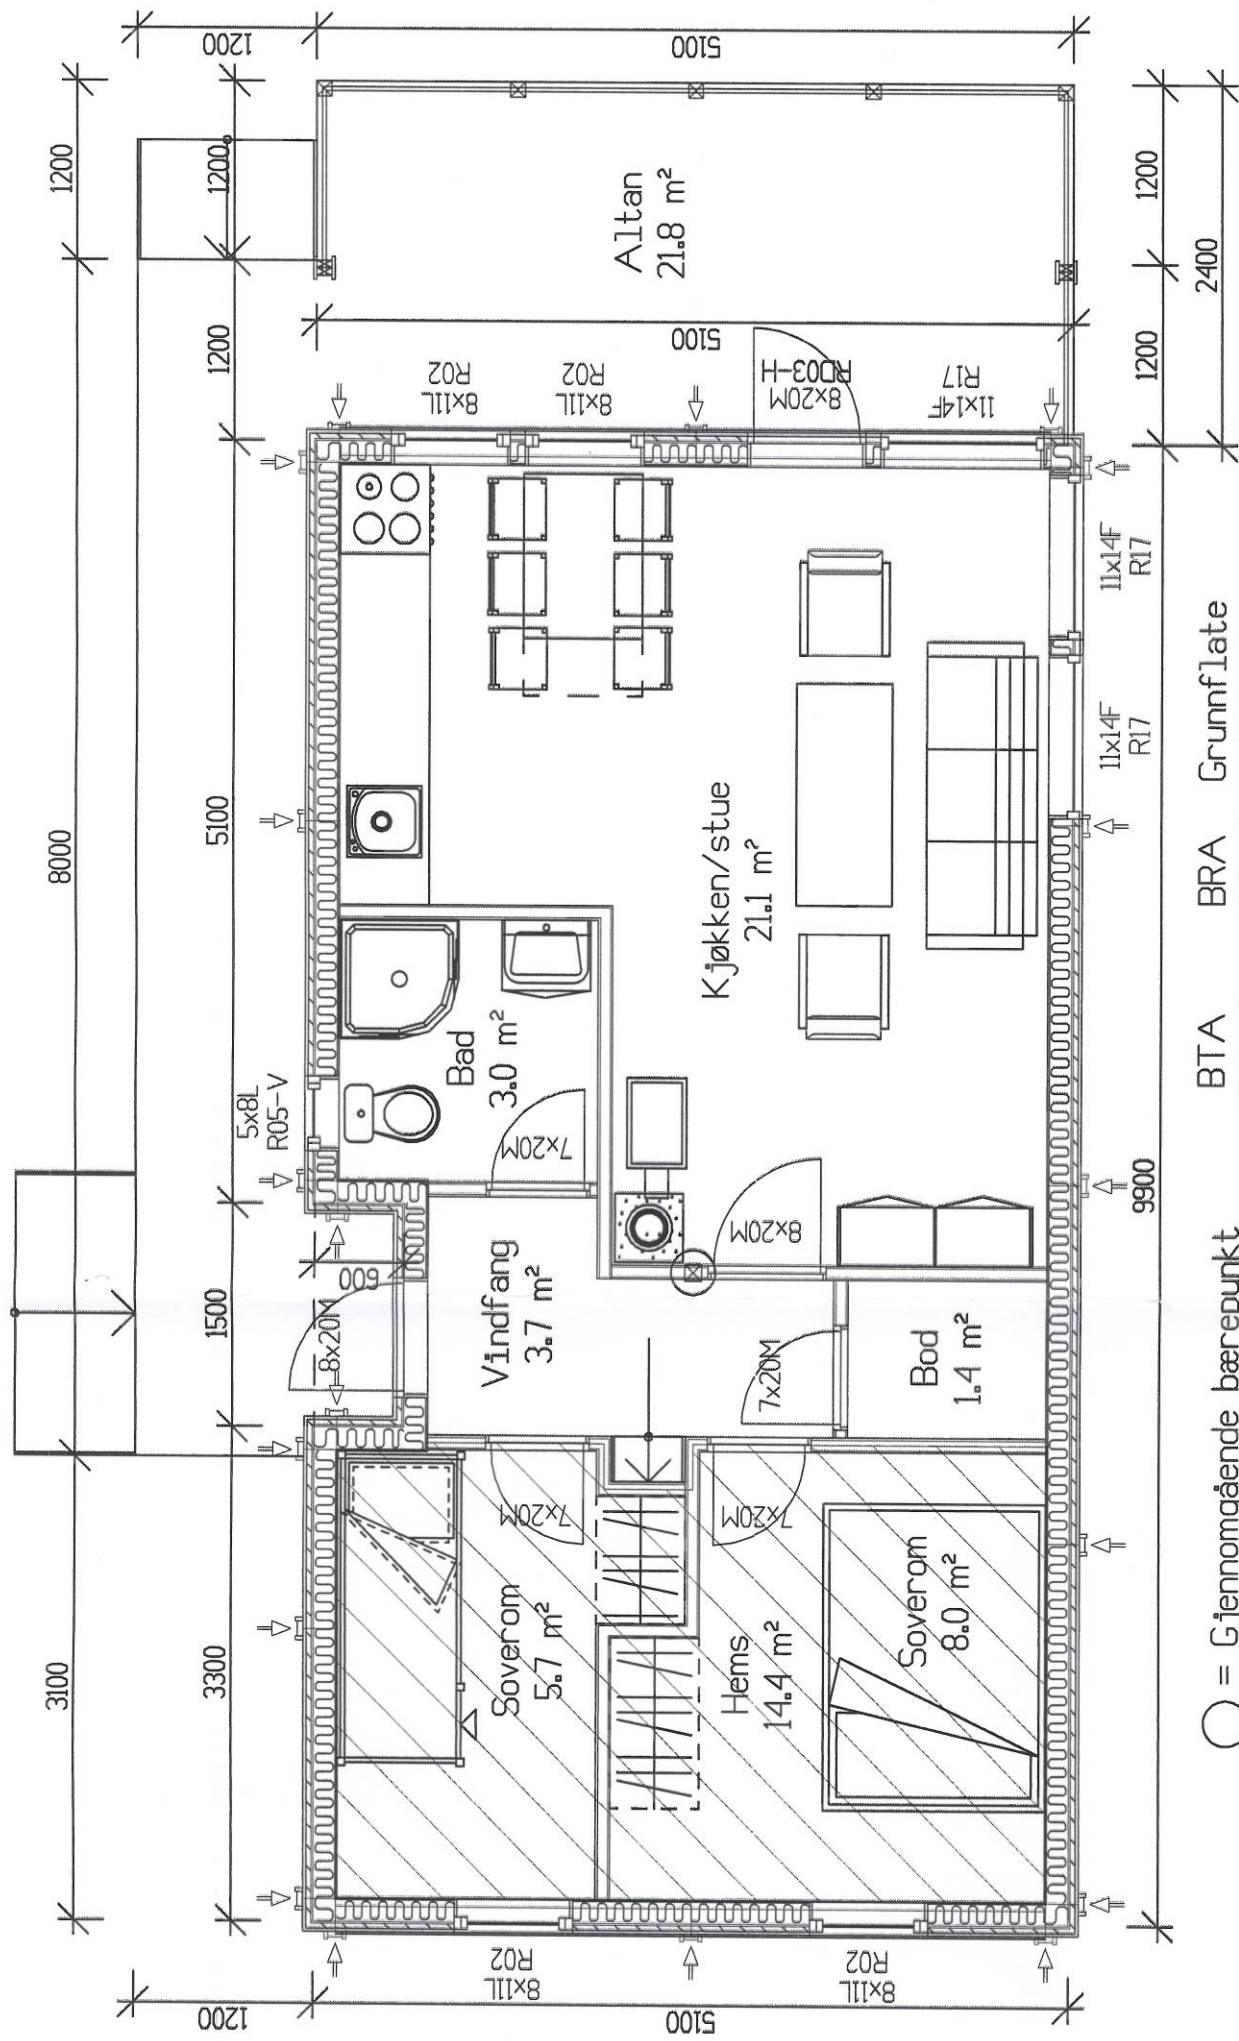 3100
8000
1200
3300
1500
5100
1200
1200
1200
5100
1200
5100
8x20M
600
5x8L
R05-V
8x11L
R02
8x11L
R02
8x11L
R02
8x11L
R02
8x20M
RD03-H
11x14F
R17
5100
Altan
21.8 m²
Soverom
5.7 m²
7x20M
Vindfang
3.7 m²
Bad
3.0 m²
7x20M
Hems
14.4 m²
7x20M
8x20M
Kjøkken/stue
21.1 m²
Soverom
8.0 m²
7x20M
Bod
1.4 m²
11x14F
R17
11x14F
R17
9900
1200
1200
2400
1200
5100
BTA BRA Grunnflate
= Gjennomgående bærepunkt